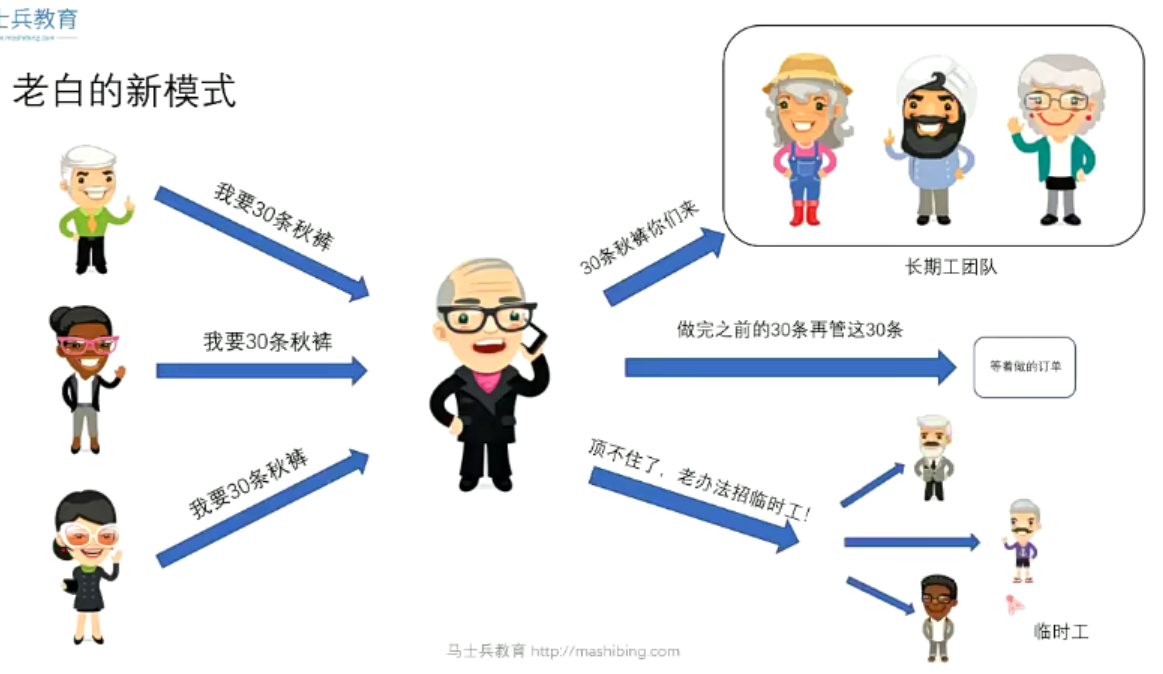 士兵教育
老白的新模式
我要30条秋裤
我要30条秋裤
我要30条秋裤
30条秋裤你们来
长期工团队
做完之前的30条再管这30条
等着做的订单
顶不住了，老办法招临时工！
临时工
马士兵教育 http://mashibing.com